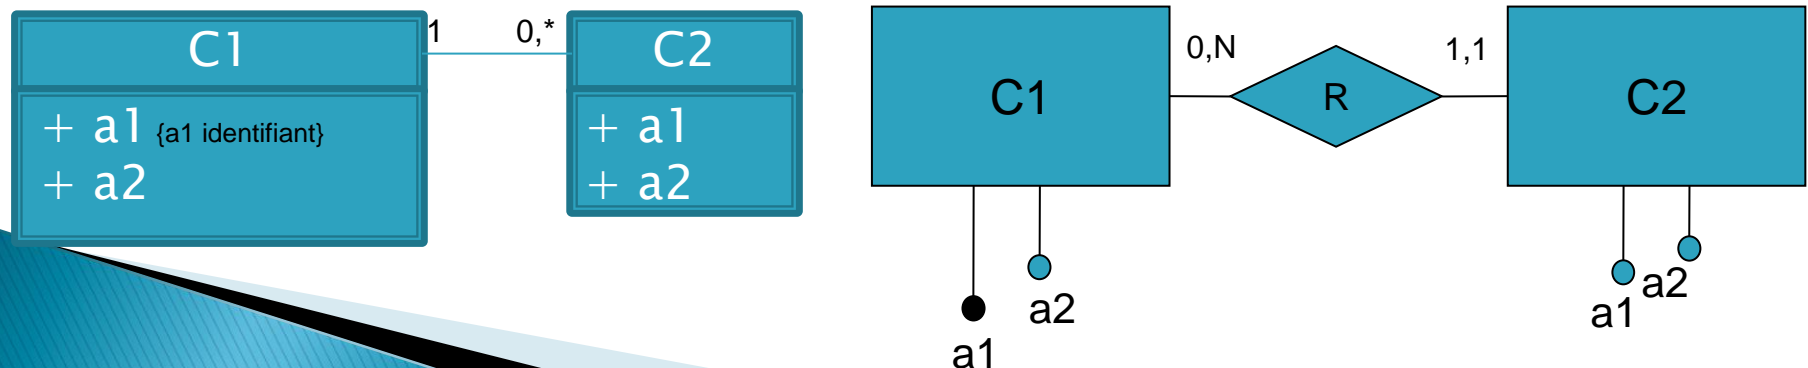 C1
+ a1 {a1 identifiant}
+ a2
1 0,*
C2
+ a1
+ a2
C1
a1
a2
0,N
R
1,1
C2
a1
a2